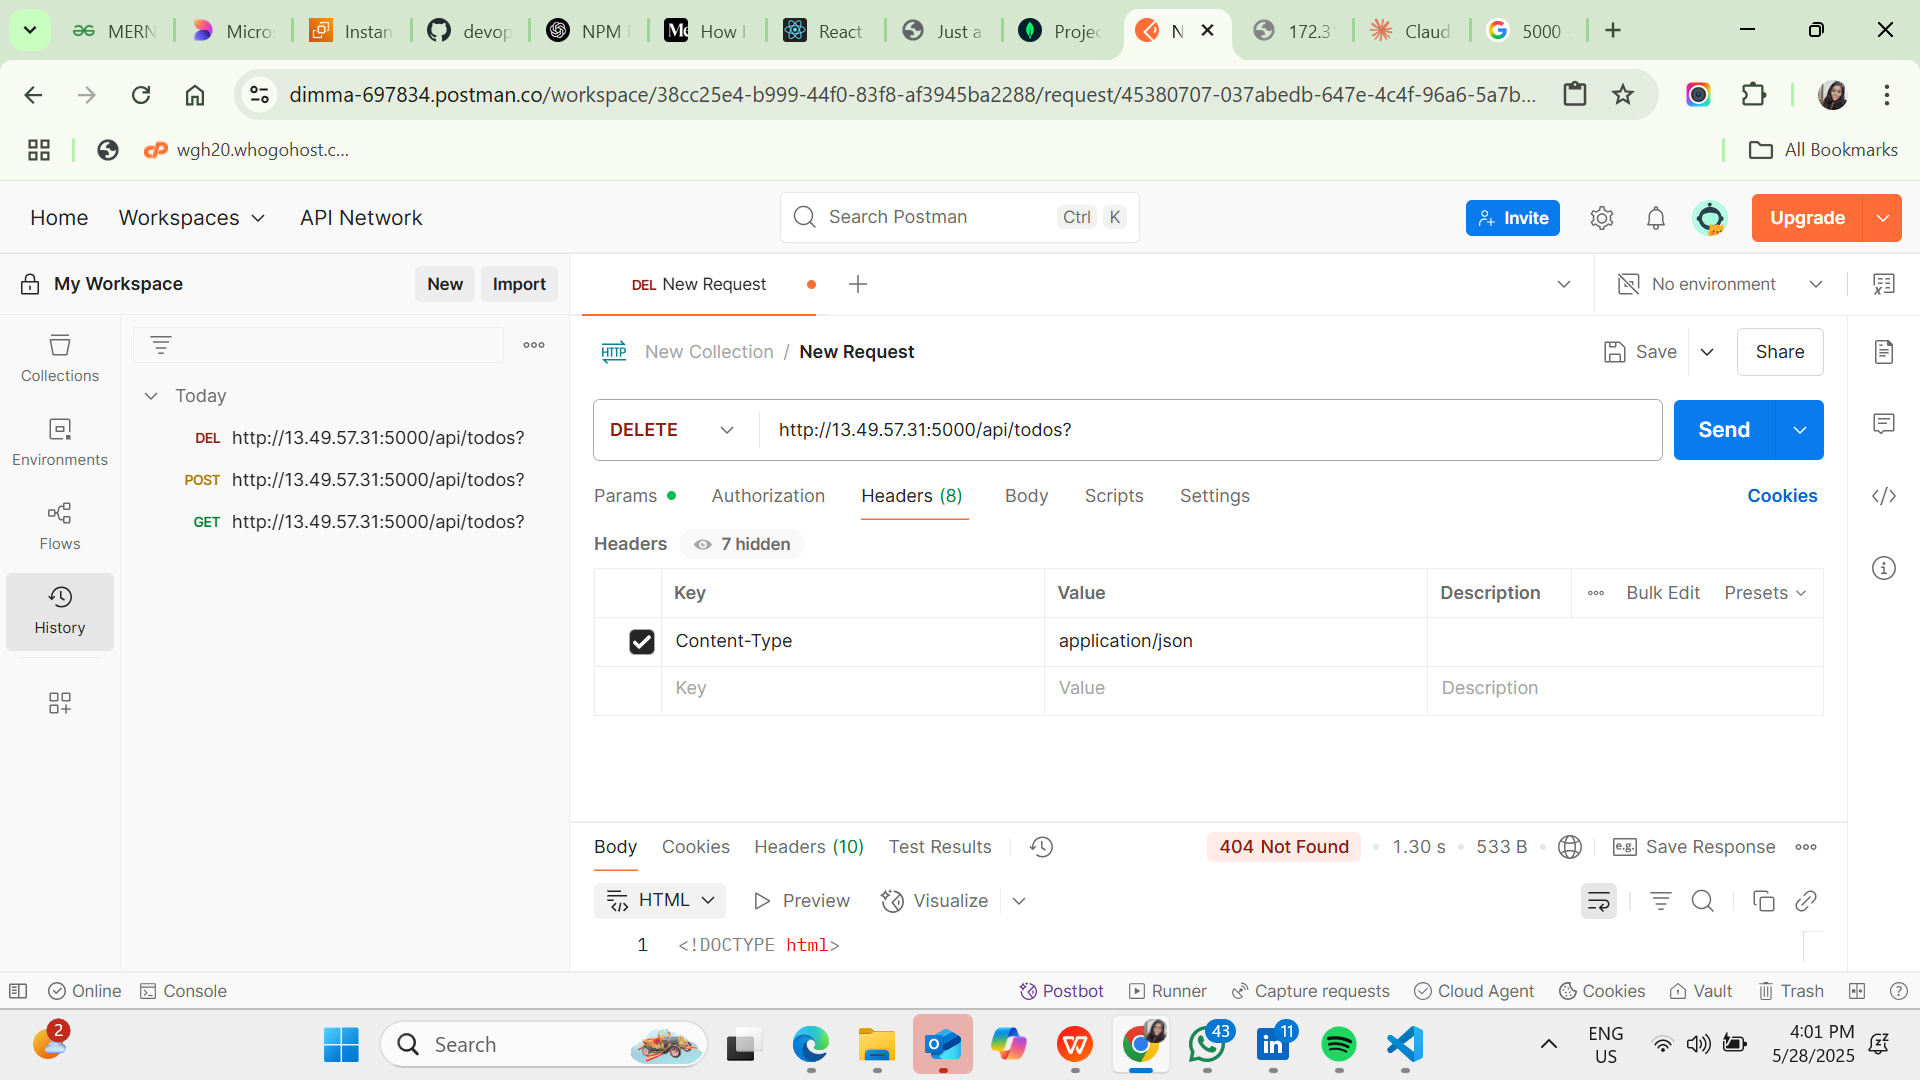 MERN
Micros
Instan
devop
NPM
How I
React
Just a
Projec
N
172.31
Claud
5000
dimma-697834.postman.co/workspace/38cc25e4-b999-44f0-83f8-af3945ba2288/request/45380707-037abedb-647e-4c4f-96a6-5a7b...
wgh20.whogohost.c...
All Bookmarks
Home
Workspaces
API Network
Search Postman
Ctrl K
Invite
Upgrade
My Workspace
New
Import
DEL New Request
No environment
Collections
Environments
Flows
History
Today
DEL http://13.49.57.31:5000/api/todos?
POST http://13.49.57.31:5000/api/todos?
GET http://13.49.57.31:5000/api/todos?
HTTP New Collection / New Request
Save
Share
DELETE
http://13.49.57.31:5000/api/todos?
Send
Params
Authorization
Headers (8)
Body
Scripts
Settings
Cookies
Headers
7 hidden
Key Value Description
Bulk Edit
Presets
Content-Type application/json
Key Value Description
Body
Cookies
Headers (10)
Test Results
404 Not Found
1.30 s
533 B
e.g. Save Response
HTML
Preview
Visualize
1 <!DOCTYPE html>
Online
Console
Postbot
Runner
Capture requests
Cloud Agent
Cookies
Vault
Trash
2
Search
43
11
ENG
US
4:01 PM
5/28/2025